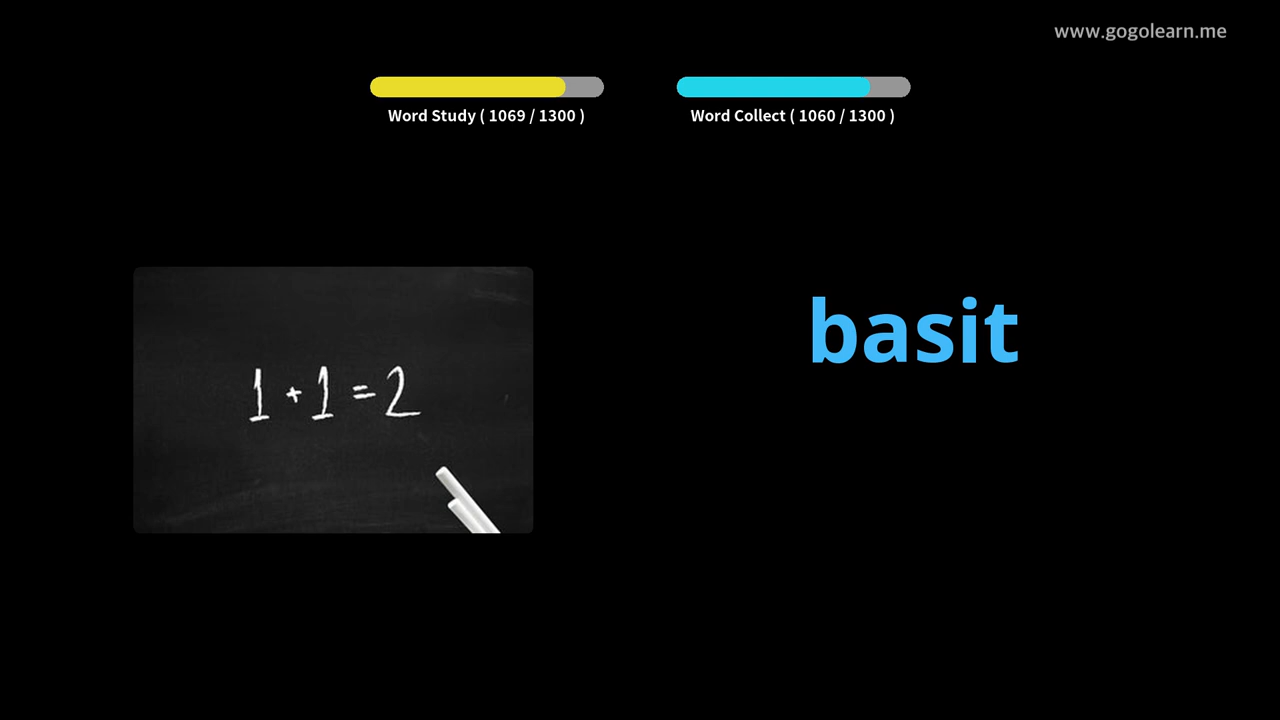 www.gogolearn.me
Word Study ( 1069 / 1300 )
Word Collect ( 1060 / 1300 )
basit
1 + 1 = 2